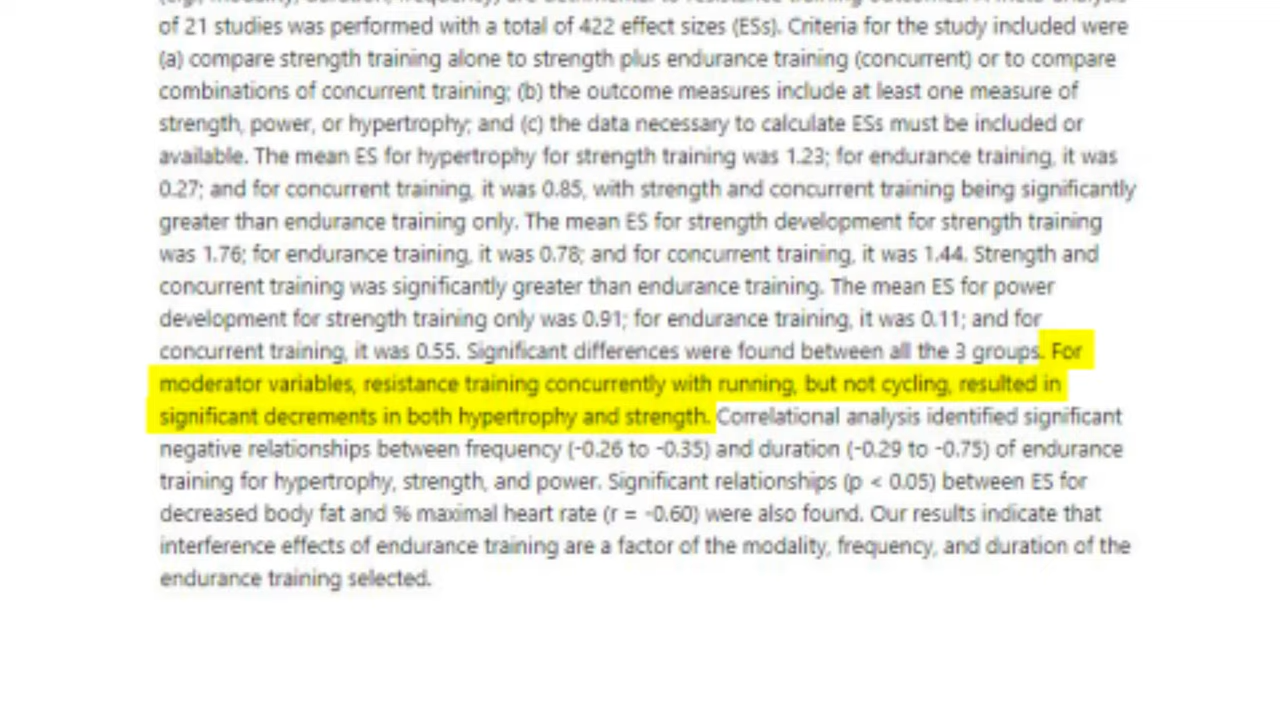 of 21 studies was performed with a total of 422 effect sizes (ESs). Criteria for the study included were
(a) compare strength training alone to strength plus endurance training (concurrent) or to compare
combinations of concurrent training; (b) the outcome measures include at least one measure of
strength, power, or hypertrophy; and (c) the data necessary to calculate ESs must be included or
available. The mean ES for hypertrophy for strength training was 1.23; for endurance training, it was
0.27; and for concurrent training, it was 0.85, with strength and concurrent training being significantly
greater than endurance training only. The mean ES for strength development for strength training
was 1.76; for endurance training, it was 0.78; and for concurrent training, it was 1.44. Strength and
concurrent training was significantly greater than endurance training. The mean ES for power
development for strength training only was 0.91; for endurance training, it was 0.11; and for
concurrent training, it was 0.55. Significant differences were found between all the 3 groups. For
moderator variables, resistance training concurrently with running, but not cycling, resulted in
significant decrements in both hypertrophy and strength. Correlational analysis identified significant
negative relationships between frequency (-0.26 to -0.35) and duration (-0.29 to -0.75) of endurance
training for hypertrophy, strength, and power. Significant relationships (p < 0.05) between ES for
decreased body fat and % maximal heart rate (r = -0.60) were also found. Our results indicate that
interference effects of endurance training are a factor of the modality, frequency, and duration of the
endurance training selected.